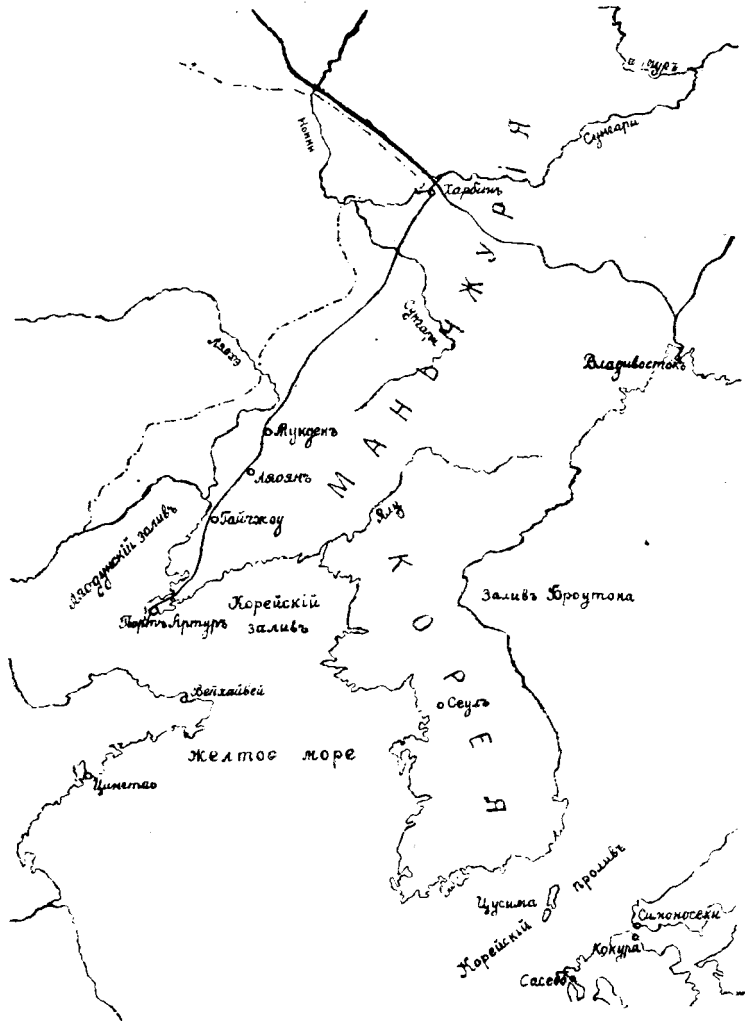 Амуръ
Сунгари
Нонни
Харбинъ
МАНЬЧЖУРІЯ
Сунгари
Ляохэ
Владивостокъ
Мукденъ
Ляоянъ
Гайчжоу
Ялу
Ляодунскій заливъ
Портъ Артуръ
Корейскій
заливъ
Заливъ Броутона
КОРЕЯ
Вейхайвей
Сеулъ
Желтое море
Цинтао
Цусима
Корейскій проливъ
Симоносеки
Кокура
Сасебо